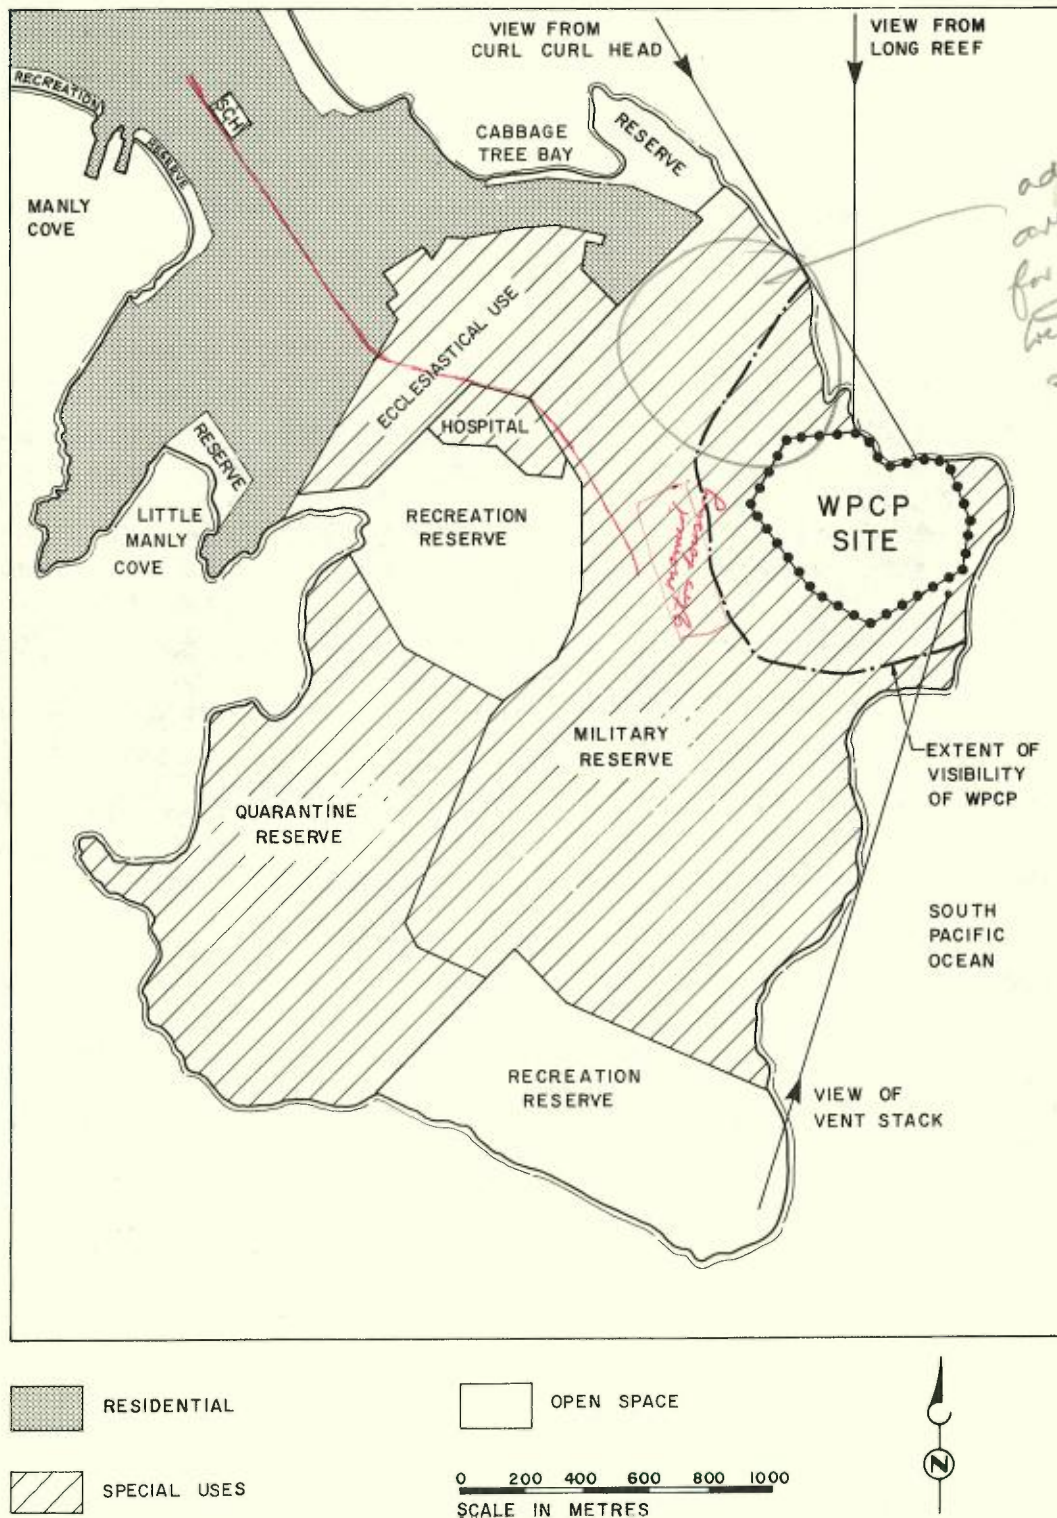 VIEW FROM
CURL CURL HEAD
VIEW FROM
LONG REEF
RECREATION
RESERVE
SCH
MANLY
COVE
CABBAGE
TREE BAY
RESERVE
for
ECCLESIASTICAL USE
HOSPITAL
RESERVE
LITTLE
MANLY
COVE
RECREATION
RESERVE
WPCP
SITE
MILITARY
RESERVE
QUARANTINE
RESERVE
EXTENT OF
VISIBILITY
OF WPCP
SOUTH
PACIFIC
OCEAN
RECREATION
RESERVE
VIEW OF
VENT STACK
RESIDENTIAL
OPEN SPACE
SPECIAL USES
0 200 400 600 800 1000
SCALE IN METRES
N